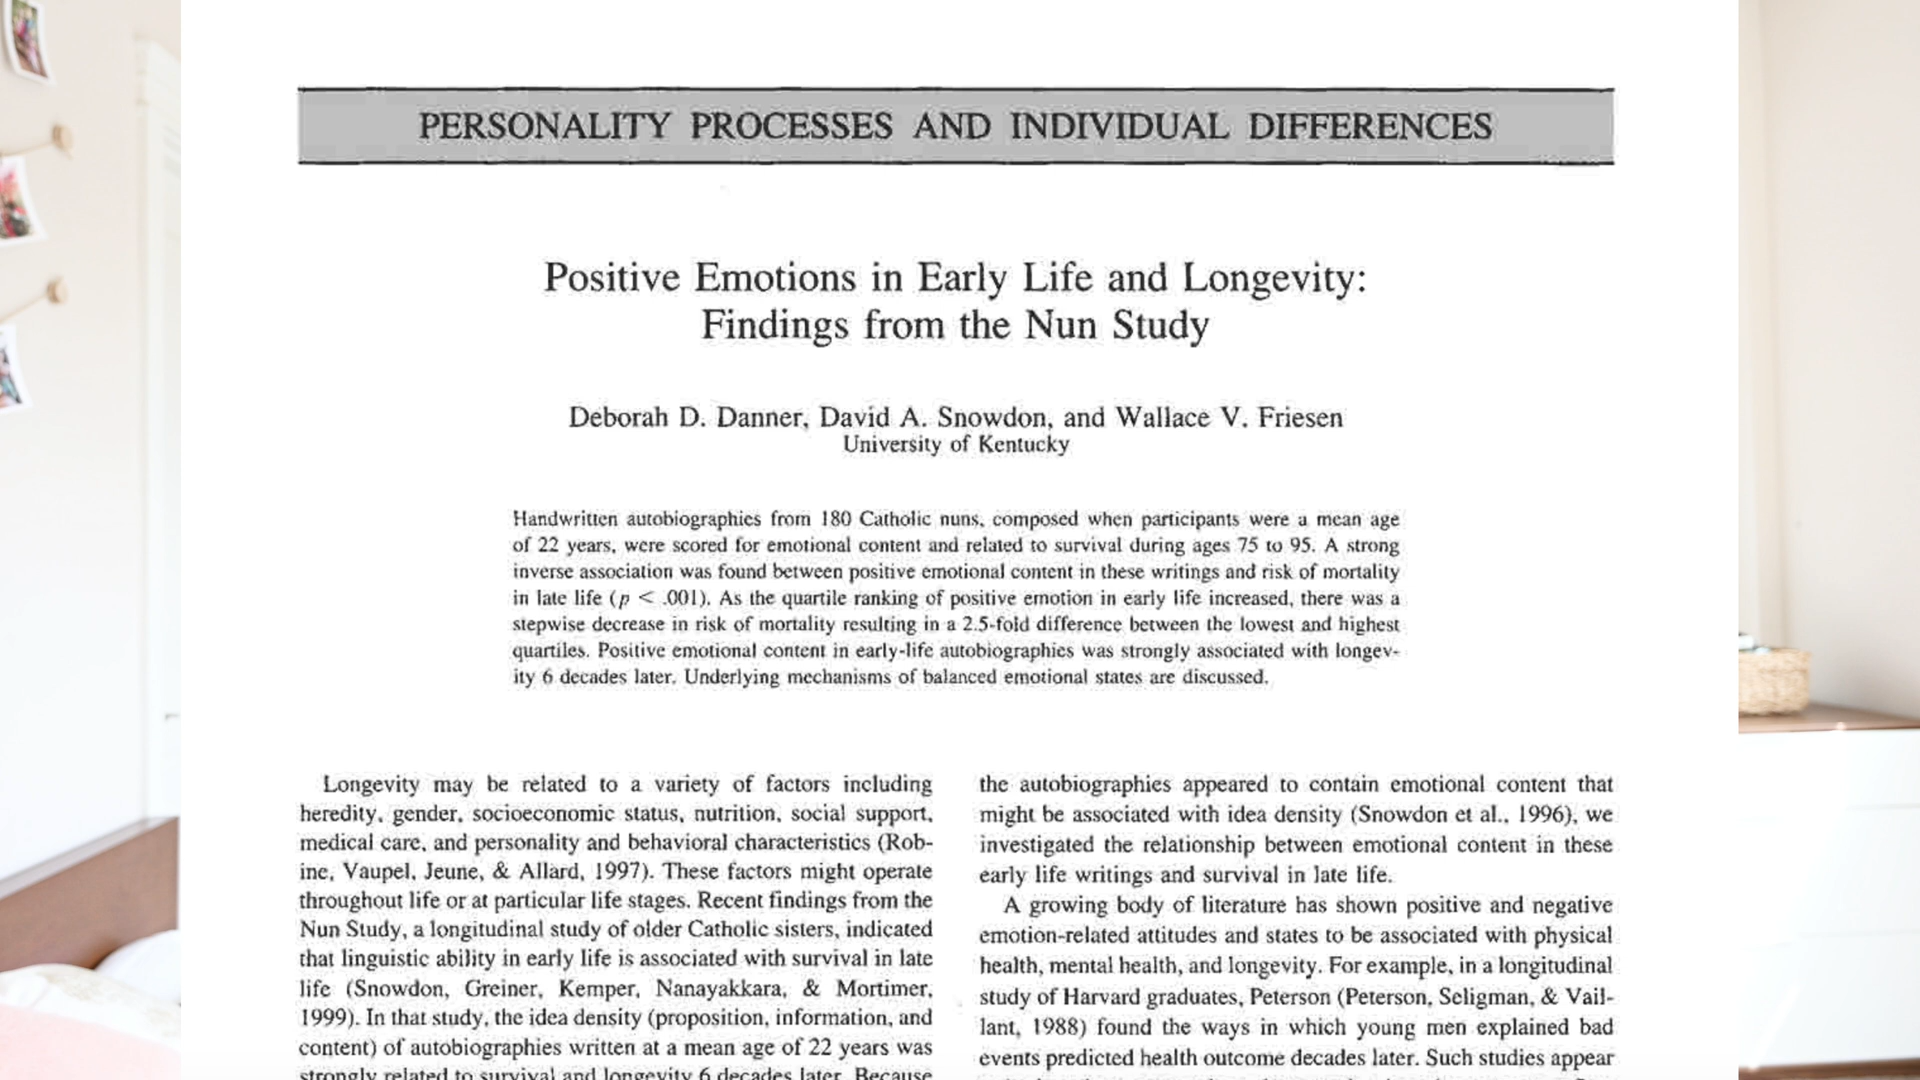 PERSONALITY PROCESSES AND INDIVIDUAL DIFFERENCES
Positive Emotions in Early Life and Longevity:
Findings from the Nun Study
Deborah D. Danner, David A. Snowdon, and Wallace V. Friesen
University of Kentucky
Handwritten autobiographies from 180 Catholic nuns, composed when participants were a mean age
of 22 years, were scored for emotional content and related to survival during ages 75 to 95. A strong
inverse association was found between positive emotional content in these writings and risk of mortality
in late life (p < .001). As the quartile ranking of positive emotion in early life increased, there was a
stepwise decrease in risk of mortality resulting in a 2.5-fold difference between the lowest and highest
quartiles. Positive emotional content in early-life autobiographies was strongly associated with longev-
ity 6 decades later. Underlying mechanisms of balanced emotional states are discussed.
Longevity may be related to a variety of factors including
heredity, gender, socioeconomic status, nutrition, social support,
medical care, and personality and behavioral characteristics (Rob-
ine, Vaupel, Jeune, & Allard, 1997). These factors might operate
throughout life or at particular life stages. Recent findings from the
Nun Study, a longitudinal study of older Catholic sisters, indicated
that linguistic ability in early life is associated with survival in late
life (Snowdon, Greiner, Kemper, Nanayakkara, & Mortimer,
1999). In that study, the idea density (proposition, information, and
content) of autobiographies written at a mean age of 22 years was
strongly related to survival and longevity 6 decades later. Because
the autobiographies appeared to contain emotional content that
might be associated with idea density (Snowdon et al., 1996), we
investigated the relationship between emotional content in these
early life writings and survival in late life.
A growing body of literature has shown positive and negative
emotion-related attitudes and states to be associated with physical
health, mental health, and longevity. For example, in a longitudinal
study of Harvard graduates, Peterson (Peterson, Seligman, & Vail-
lant, 1988) found the ways in which young men explained bad
events predicted health outcome decades later. Such studies appear